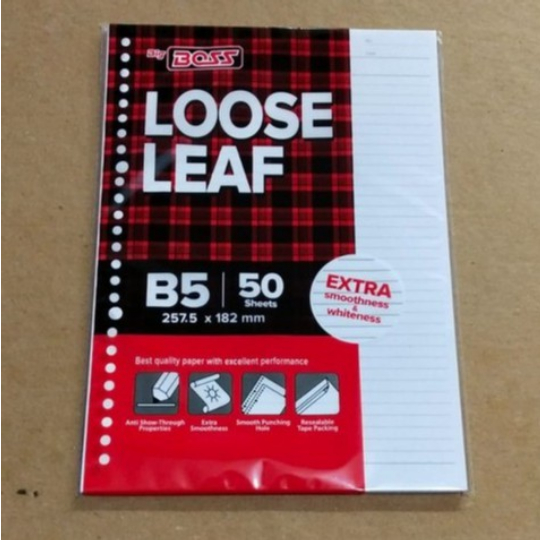 Big BOSS
LOOSE
LEAF
B5 | 50
Sheets
257.5 x 182 mm
EXTRA
smoothness
&
whiteness
Best quality paper with excellent performance
Anti Show-Through
Properties
Extra
Smoothness
Smooth Punching
Hole
Resealable
Tape Packing